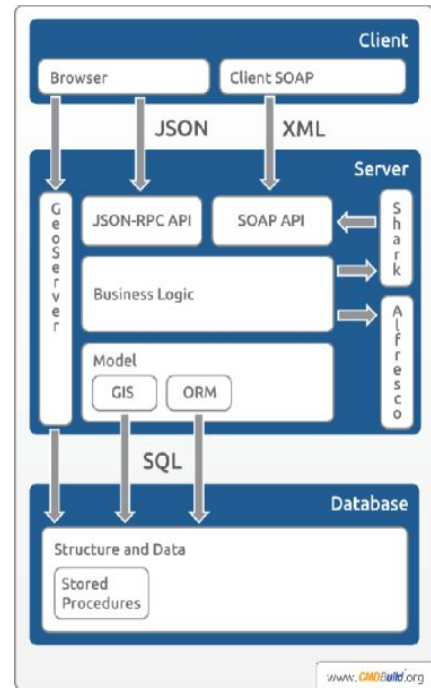 Client
Browser
Client SOAP
JSON
XML
Server
GeoServer
JSON-RPC API
SOAP API
Shark
Business Logic
Alfresco
Model
GIS
ORM
SQL
Database
Structure and Data
Stored
Procedures
www.CMDBuild.org